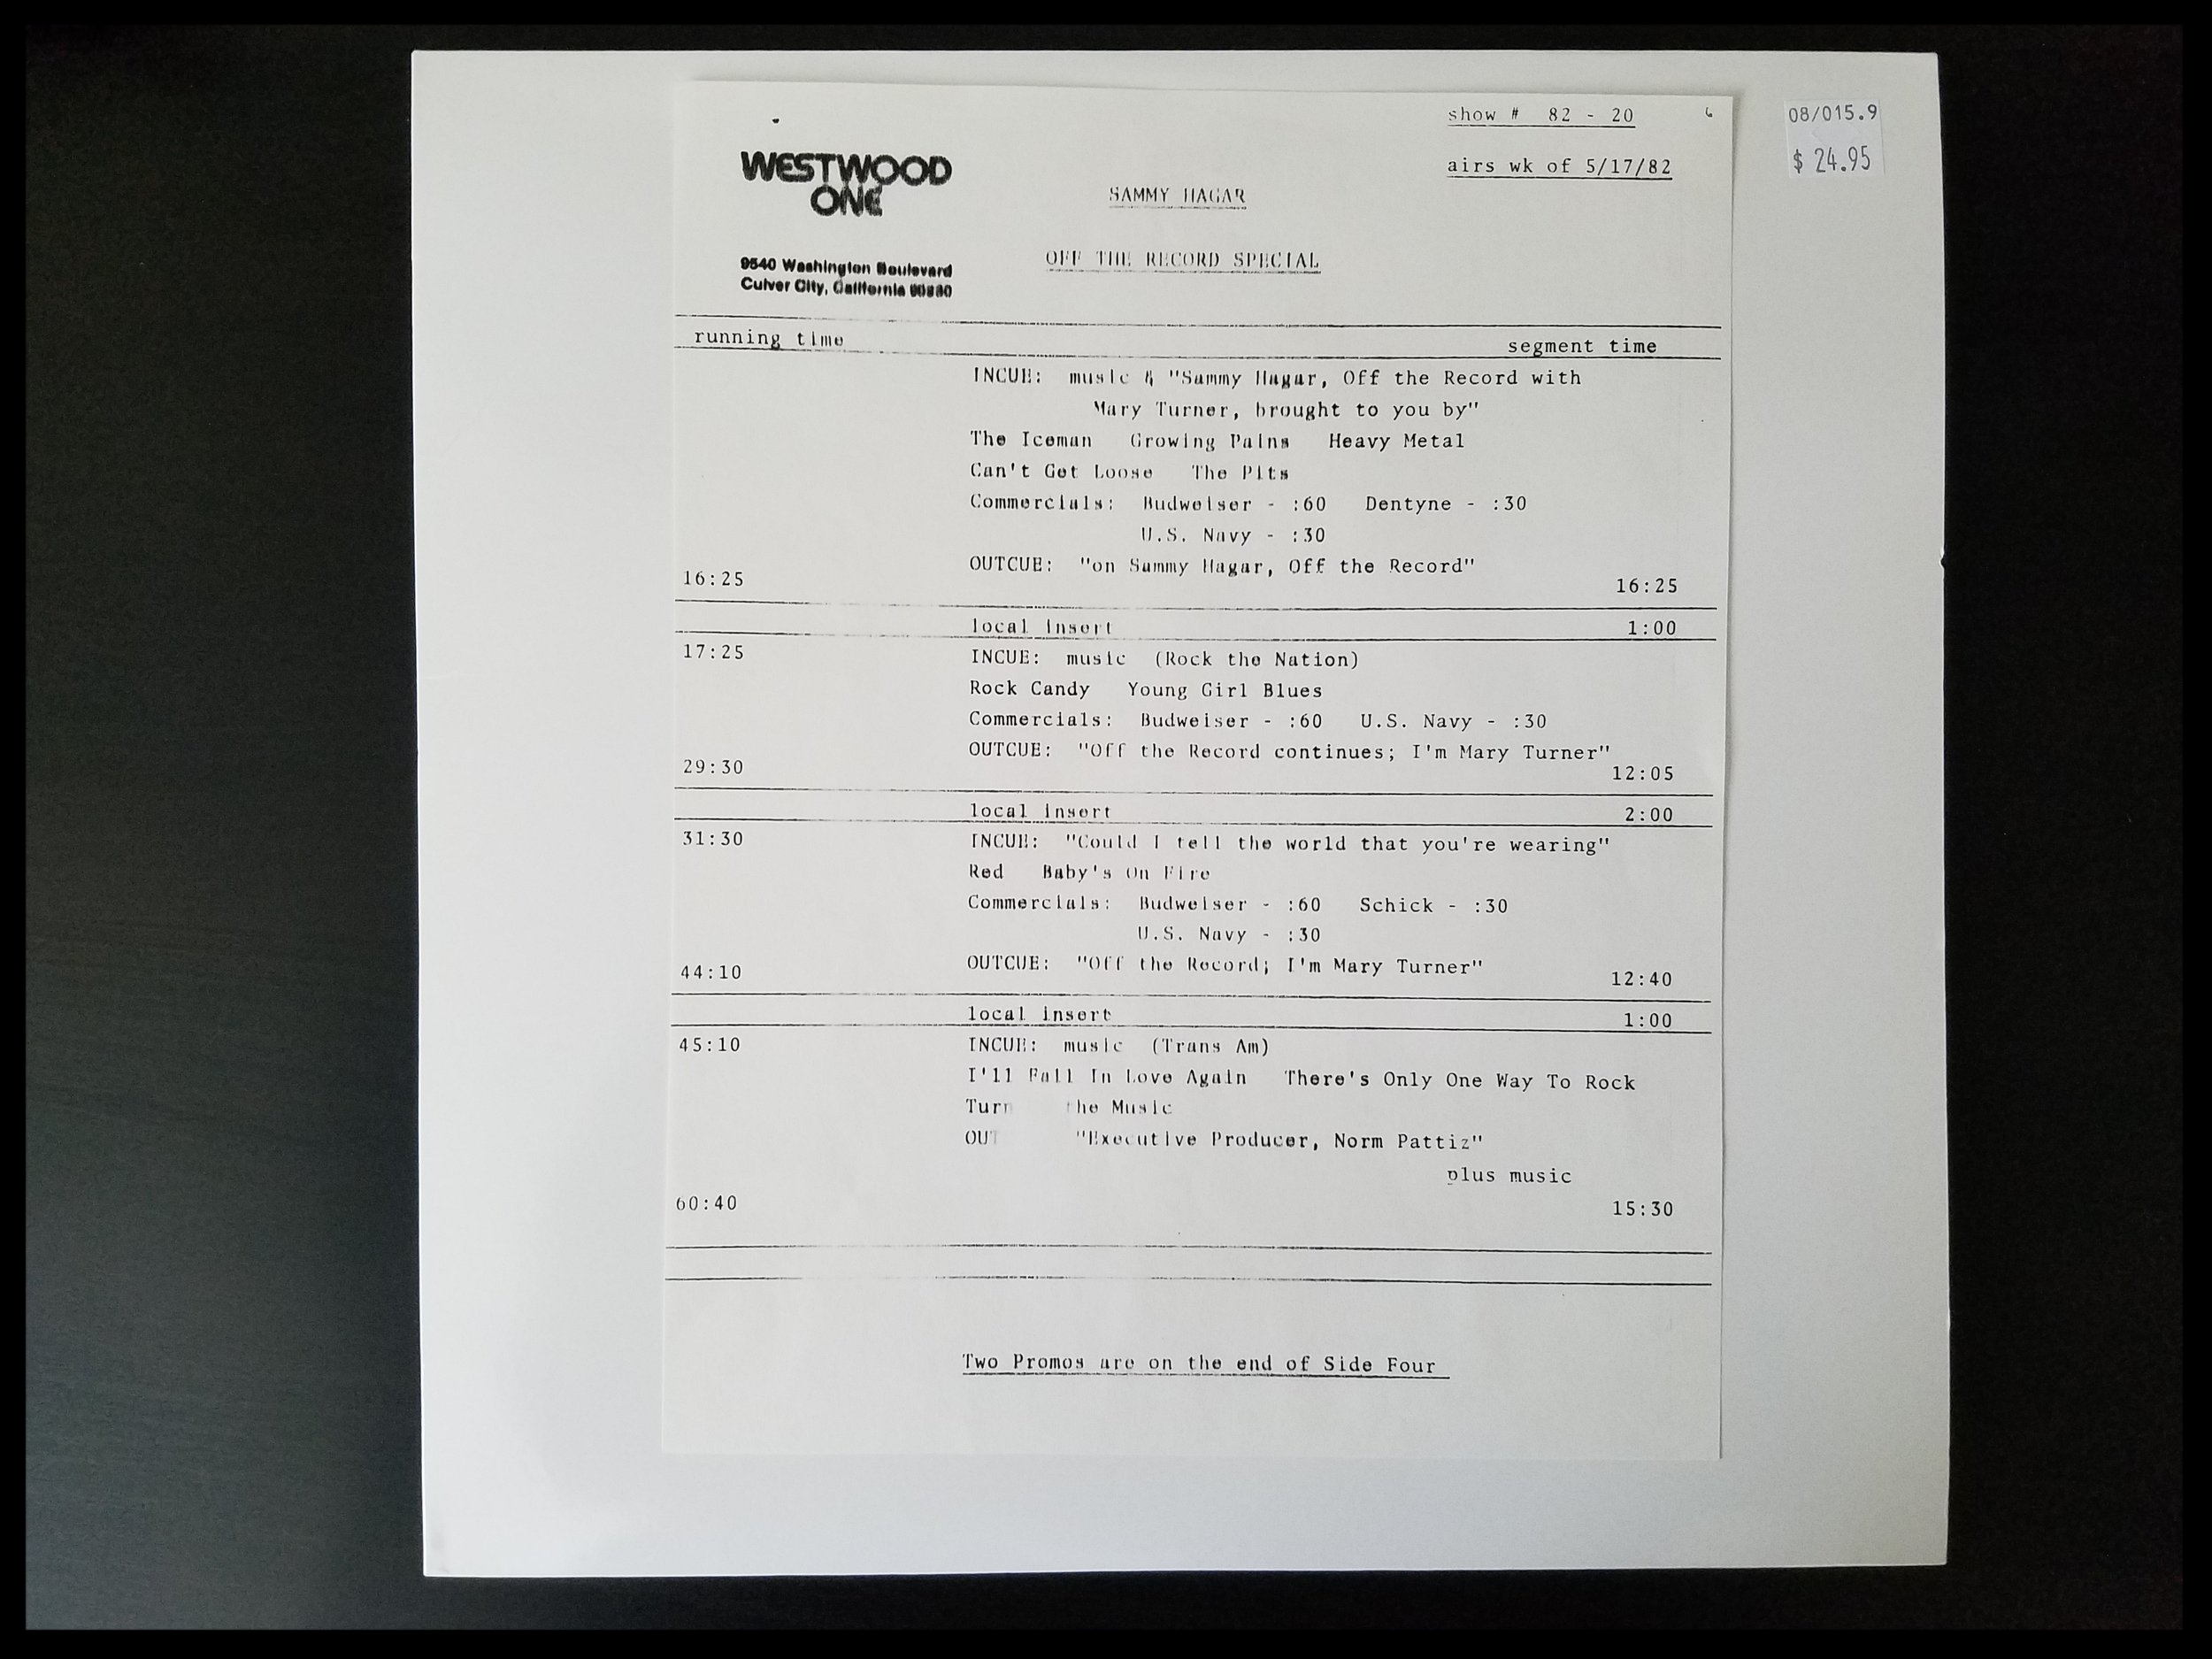 show # 82 - 20
airs wk of 5/17/82
08/015.9
$ 24.95
WESTWOOD
ONE
SAMMY HAGAR
OFF THE RECORD SPECIAL
9540 Washington Boulevard
Culver City, California
running time
segment time
INCUE: music & "Sammy Hagar, Off the Record with
Mary Turner, brought to you by"
The Iceman Growing Pains Heavy Metal
Can't Get Loose The Pits
Commercials: Budweiser - :60 Dentyne - :30
U.S. Navy - :30
OUTCUE: "on Sammy Hagar, Off the Record"
16:25 16:25
local insert 1:00
17:25 INCUE: music (Rock the Nation)
Rock Candy Young Girl Blues
Commercials: Budweiser - :60 U.S. Navy - :30
OUTCUE: "Off the Record continues; I'm Mary Turner"
29:30 12:05
local insert 2:00
31:30 INCUE: "Could I tell the world that you're wearing"
Red Baby's On Fire
Commercials: Budweiser - :60 Schick - :30
U.S. Navy - :30
OUTCUE: "Off the Record; I'm Mary Turner"
44:10 12:40
local insert 1:00
45:10 INCUE: music (Trans Am)
I'll Fall In Love Again There's Only One Way To Rock
Turn the Music
OUT "Executive Producer, Norm Pattiz"
plus music
60:40 15:30
Two Promos are on the end of Side Four